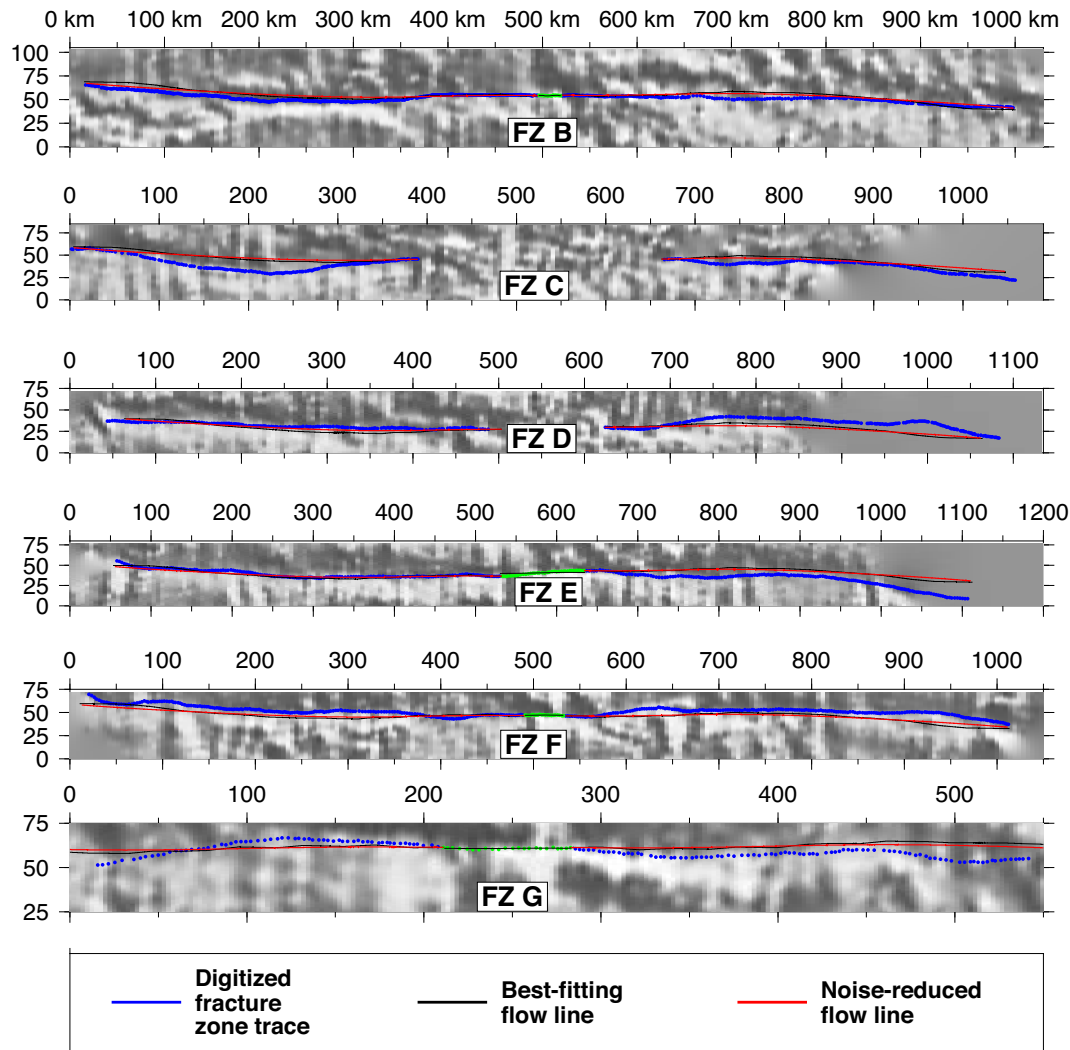 0 km 100 km 200 km 300 km 400 km 500 km 600 km 700 km 800 km 900 km 1000 km
100
75
50
25
0
FZ B
0 100 200 300 400 500 600 700 800 900 1000
75
50
25
0
FZ C
0 100 200 300 400 500 600 700 800 900 1000 1100
75
50
25
0
FZ D
0 100 200 300 400 500 600 700 800 900 1000 1100 1200
75
50
25
0
FZ E
0 100 200 300 400 500 600 700 800 900 1000
75
50
25
0
FZ F
0 100 200 300 400 500
75
50
25
FZ G
Digitized
fracture
zone trace
Best-fitting
flow line
Noise-reduced
flow line